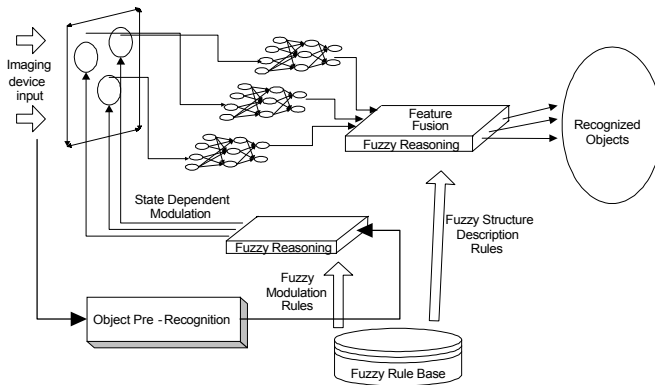 Imaging
device
input
Feature
Fusion
Fuzzy Reasoning
Recognized
Objects
State Dependent
Modulation
Fuzzy Reasoning
Fuzzy Structure
Description
Rules
Fuzzy
Modulation
Rules
Object Pre - Recognition
Fuzzy Rule Base